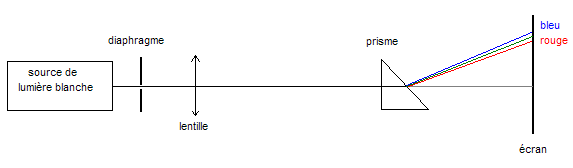 bleu
rouge
diaphragme
prisme
source de
lumière blanche
lentille
écran